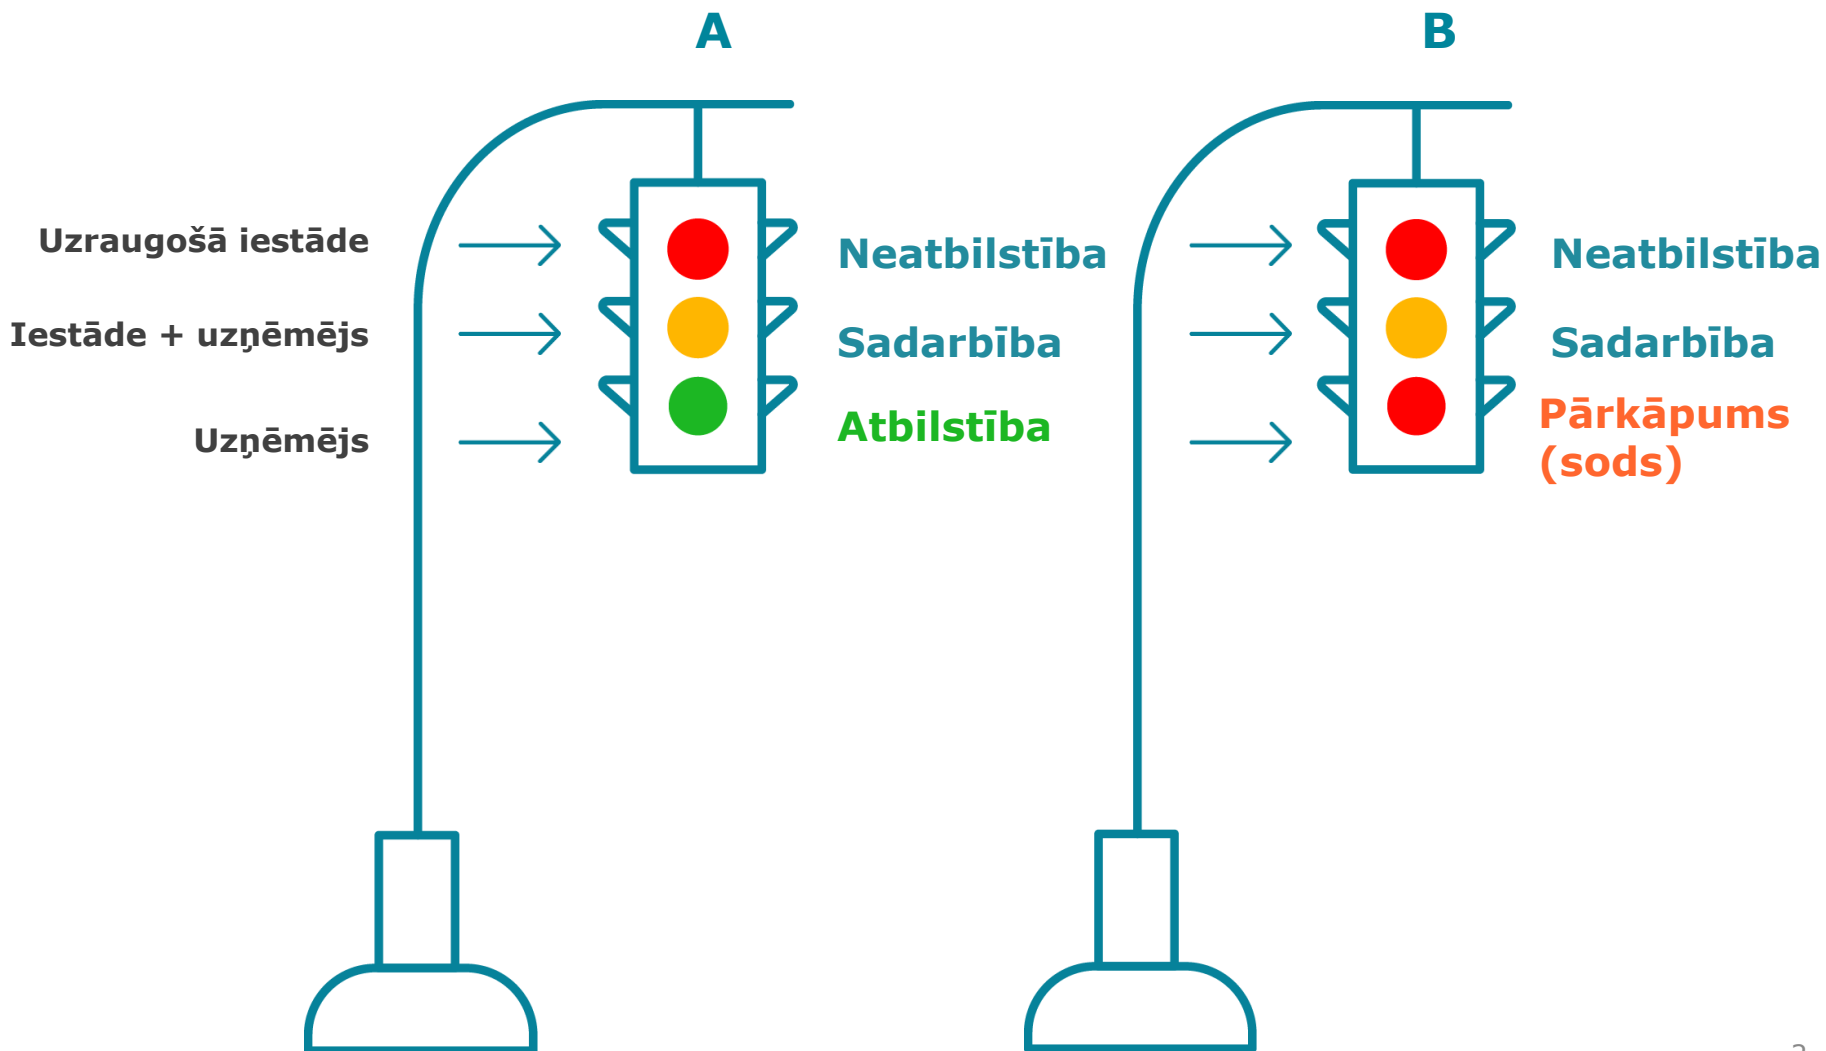 A
B
Uzraugošā iestāde
Neatbilstība
Neatbilstība
Iestāde + uzņēmējs
Sadarbība
Sadarbība
Uzņēmējs
Atbilstība
Pārkāpums
(sods)